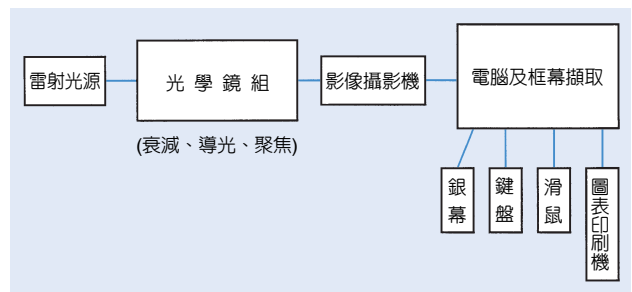 雷射光源
光學鏡組
影像攝影機
電腦及框幕擷取
(衰減、導光、聚焦)
銀幕
鍵盤
滑鼠
圖表印刷機